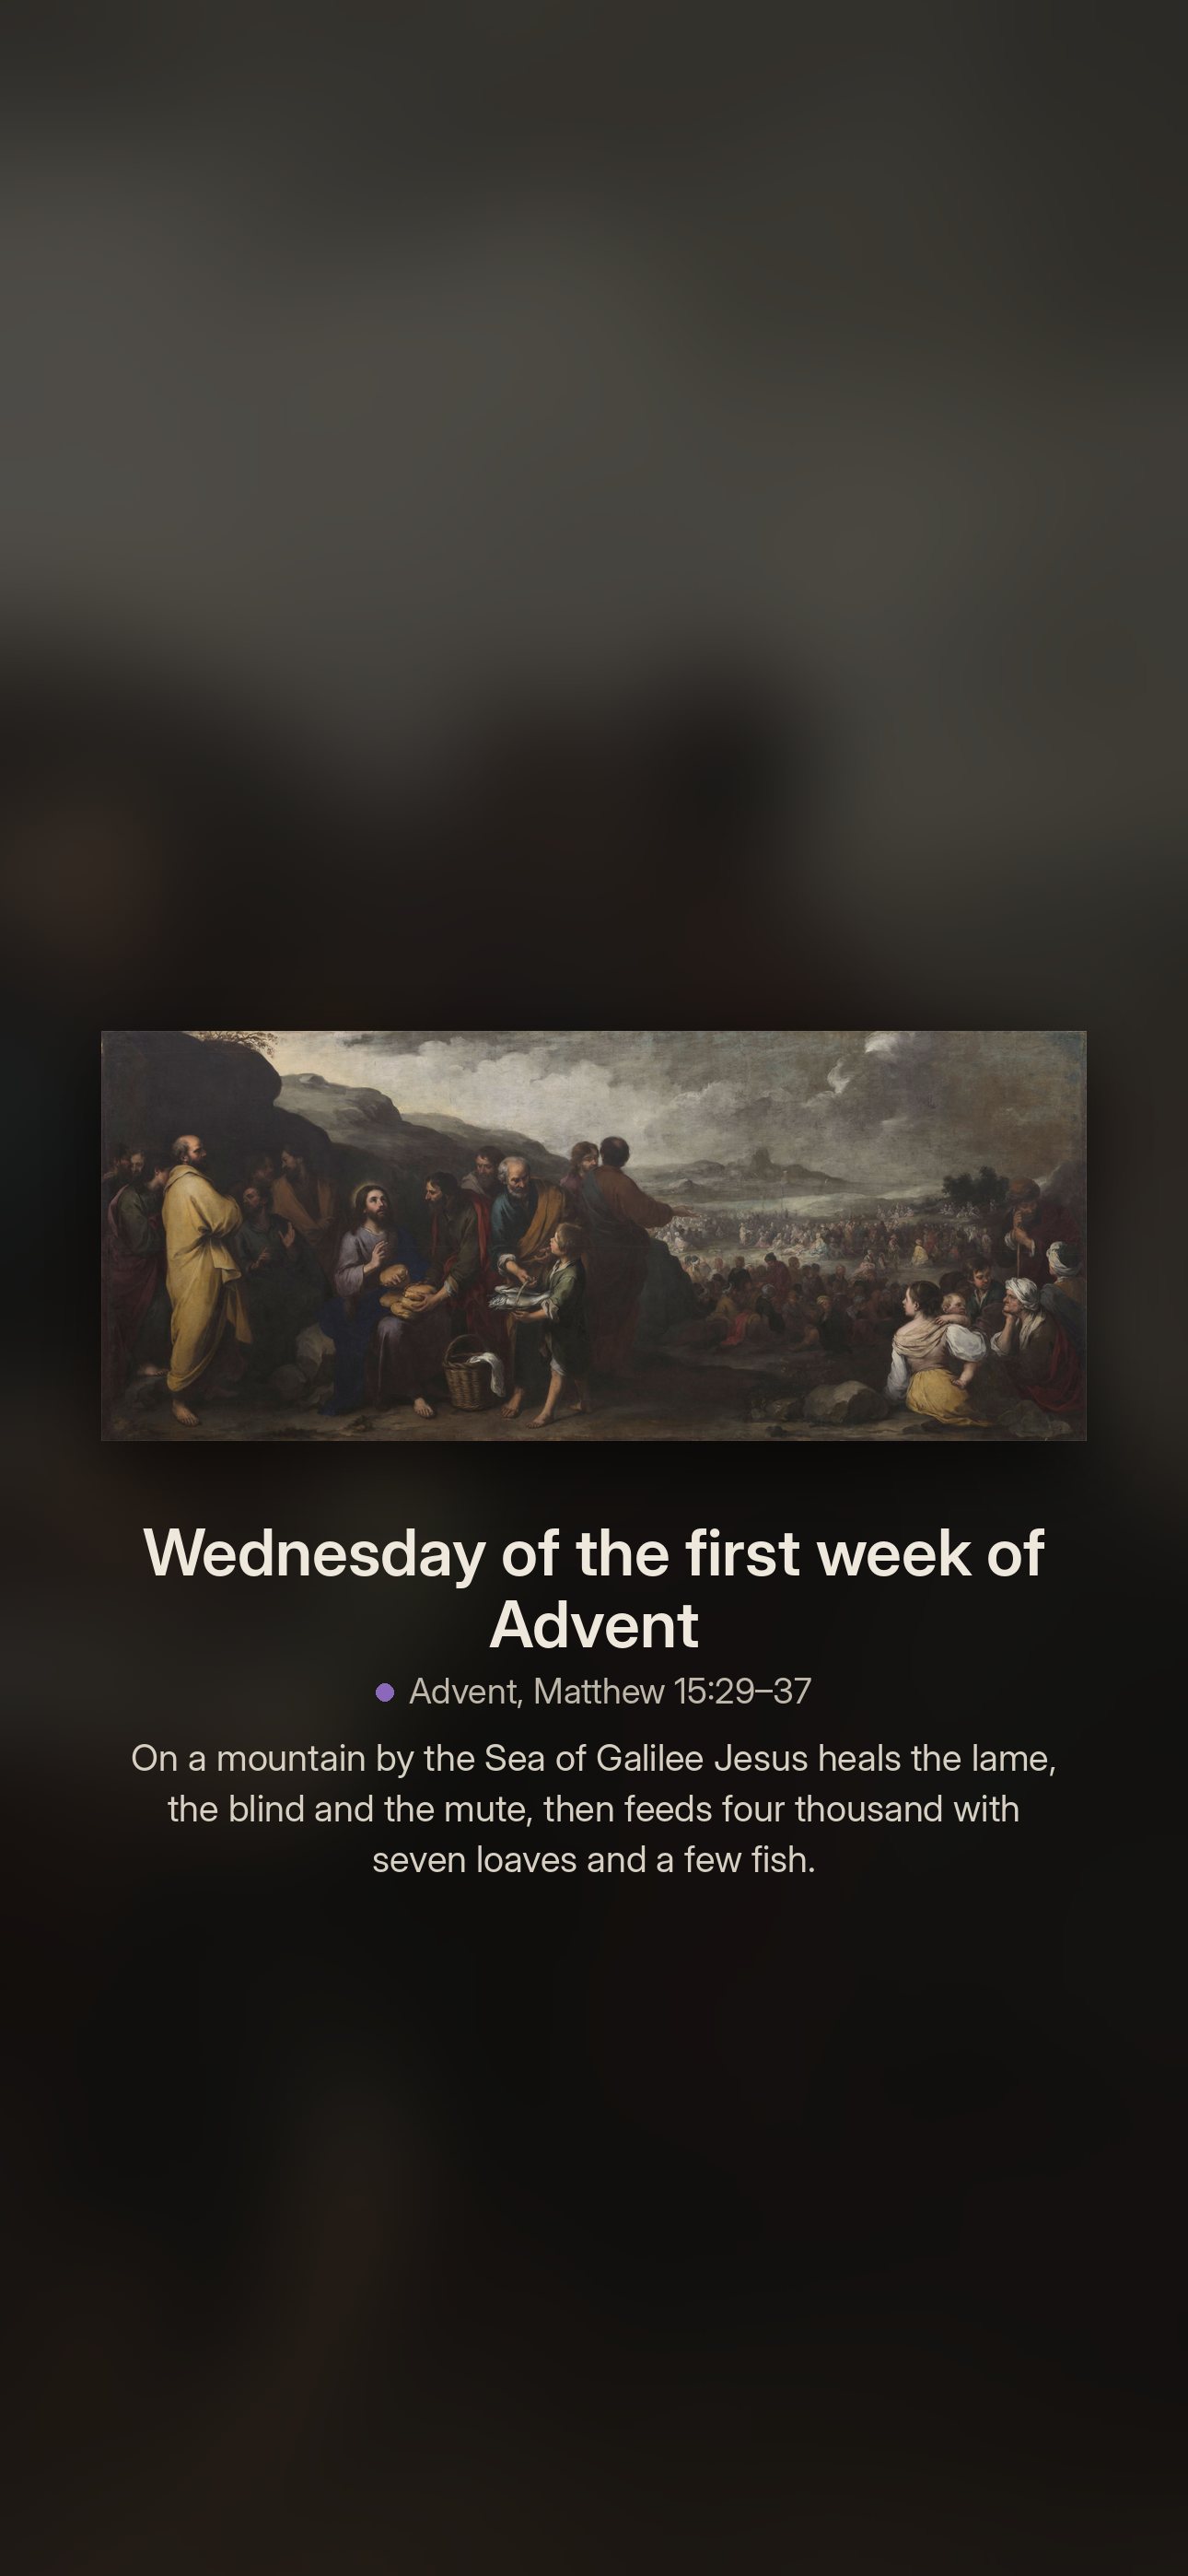 Wednesday of the first week of
Advent
Advent, Matthew 15:29–37
On a mountain by the Sea of Galilee Jesus heals the lame,
the blind and the mute, then feeds four thousand with
seven loaves and a few fish.